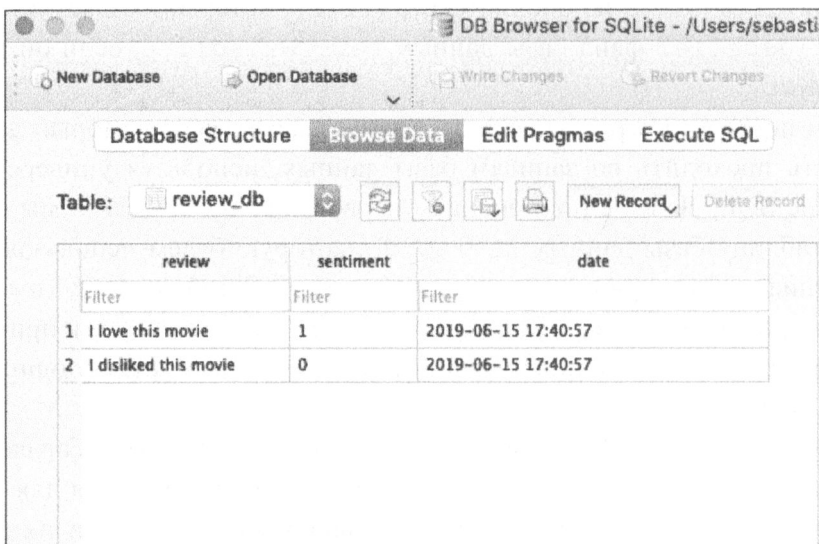 DB Browser for SQLite - /Users/sebasti
New Database Open Database Write Changes Revert Changes
Database Structure Browse Data Edit Pragmas Execute SQL
Table: review_db New Record Delete Record
review sentiment date
Filter Filter Filter
1 I love this movie 1 2019-06-15 17:40:57
2 I disliked this movie 0 2019-06-15 17:40:57